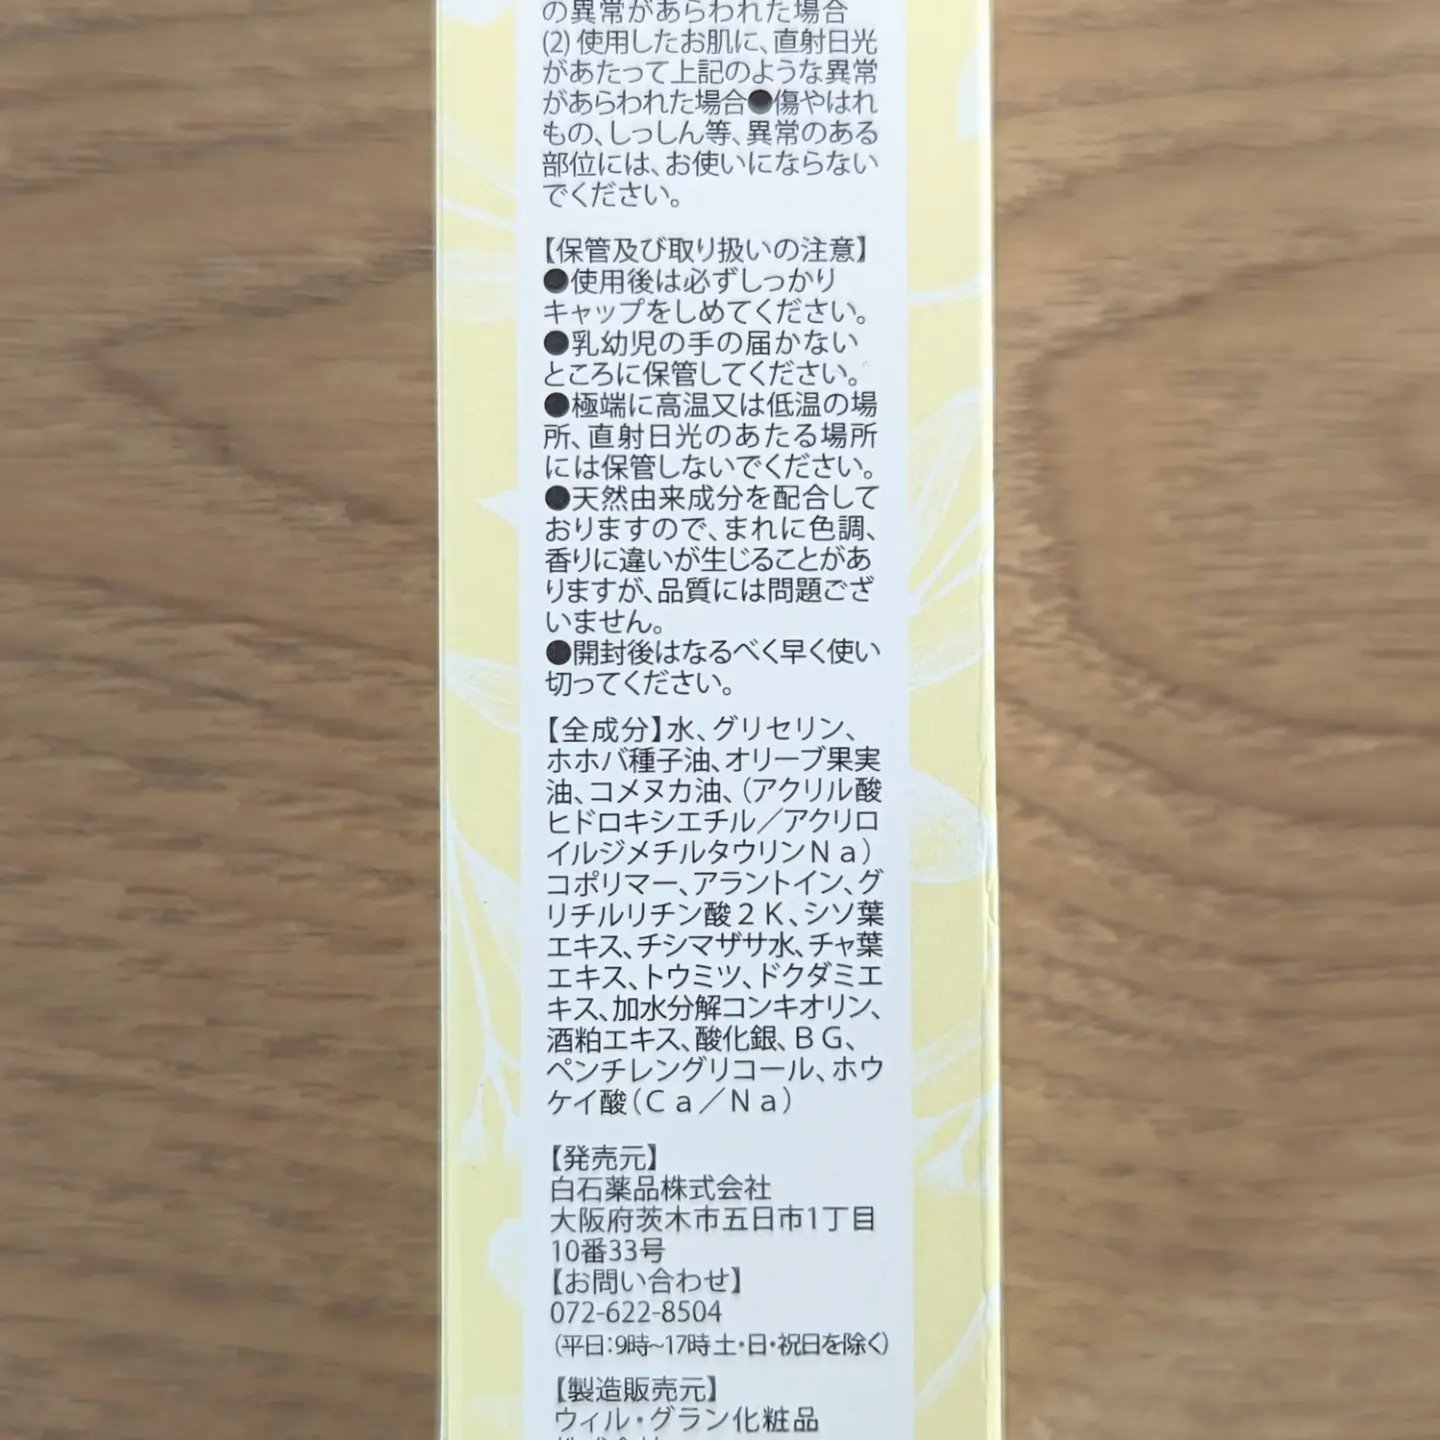 の異常があらわれた場合
(2) 使用したお肌に、直射日光
があたって上記のような異常
があらわれた場合●傷やはれ
もの、しっしん等、異常のある
部位には、お使いにならない
でください。
【保管及び取り扱いの注意】
●使用後は必ずしっかり
キャップをしめてください。
●乳幼児の手の届かない
ところに保管してください。
●極端に高温又は低温の場
所、直射日光のあたる場所
には保管しないでください。
●天然由来成分を配合して
おりますので、まれに色調、
香りに違いが生じることがあ
りますが、品質には問題ござ
いません。
●開封後はなるべく早く使い
切ってください。
【全成分】水、グリセリン、
ホホバ種子油、オリーブ果実
油、コメヌカ油、（アクリル酸
ヒドロキシエチル／アクリロ
イルジメチルタウリンＮａ）
コポリマー、アラントイン、グ
リチルリチン酸２Ｋ、シソ葉
エキス、チシマザサ水、チャ葉
エキス、トウミツ、ドクダミエ
キス、加水分解コンキオリン、
酒粕エキス、酸化銀、ＢＧ、
ペンチレングリコール、ホウ
ケイ酸（Ｃａ／Ｎａ）
【発売元】
白石薬品株式会社
大阪府茨木市五日市1丁目
10番33号
【お問い合わせ】
072-622-8504
（平日：9時～17時 土・日・祝日を除く）
【製造販売元】
ウィル・グラン化粧品